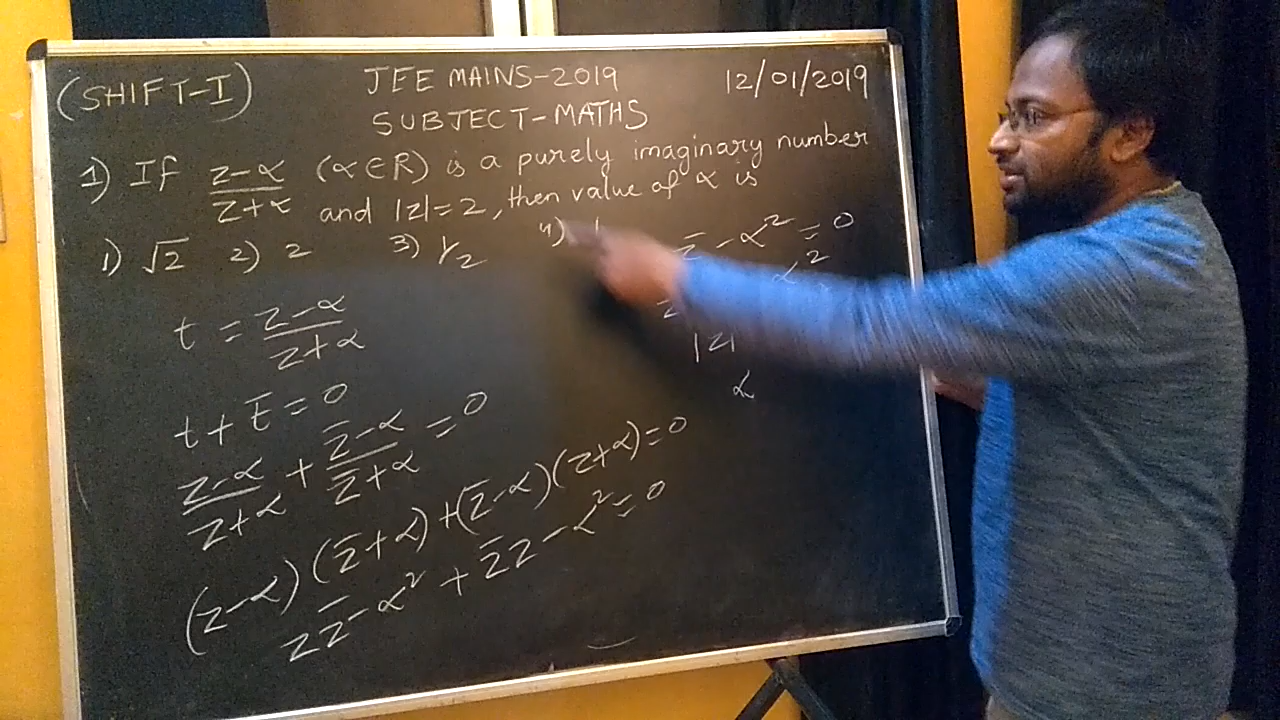 (SHIFT-I) JEE MAINS-2019 12/01/2019
SUBJECT-MATHS
1) If z-α/z+α (α∈R) is a purely imaginary number
and |z|=2, then value of α is
1) √2 2) 2 3) 1/2 4) 1
t = z-α/z+α
t+t̄=0
z-α/z+α + z̄-α/z̄+α = 0
(z-α)(z̄+α)+(z̄-α)(z+α)=0
zz̄-α²+z̄z-α²=0
z̄-α²=0
α²
|z|
α